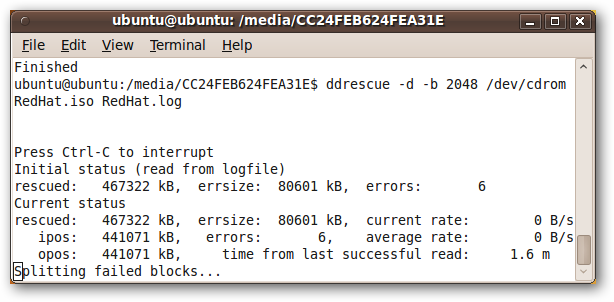 ubuntu@ubuntu: /media/CC24FEB624FEA31E
File Edit View Terminal Help
Finished
ubuntu@ubuntu:/media/CC24FEB624FEA31E$ ddrescue -d -b 2048 /dev/cdrom
RedHat.iso RedHat.log
Press Ctrl-C to interrupt
Initial status (read from logfile)
rescued:   467322 kB,  errsize:  80601 kB,  errors:       6
Current status
rescued:   467322 kB,  errsize:  80601 kB,  current rate:        0 B/s
   ipos:   441071 kB,   errors:       6,    average rate:        0 B/s
   opos:   441071 kB,     time from last successful read:     1.6 m
Splitting failed blocks...